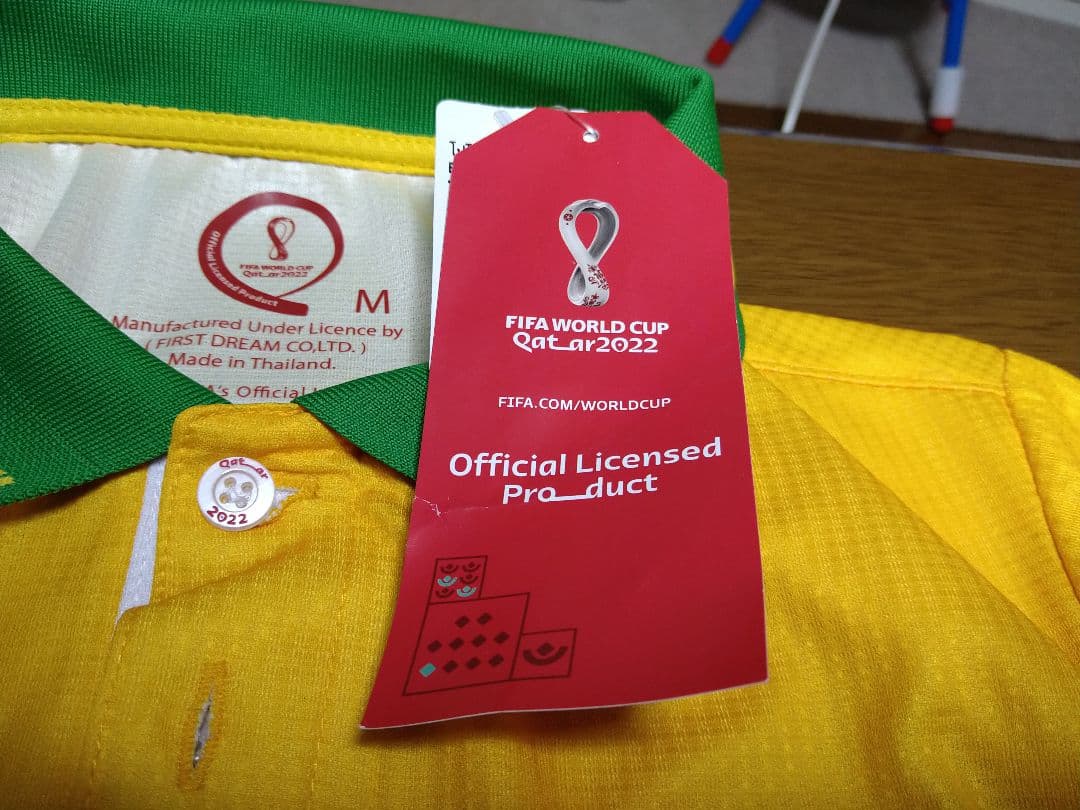 Official Licensed Product
FIFA WORLD CUP
Qatar2022
M
Manufactured Under Licence by
( FIRST DREAM CO,LTD. )
Made in Thailand.
's Official
Qatar
2022
FIFA WORLD CUP
Qatar2022
FIFA.COM/WORLDCUP
Official Licensed
Product